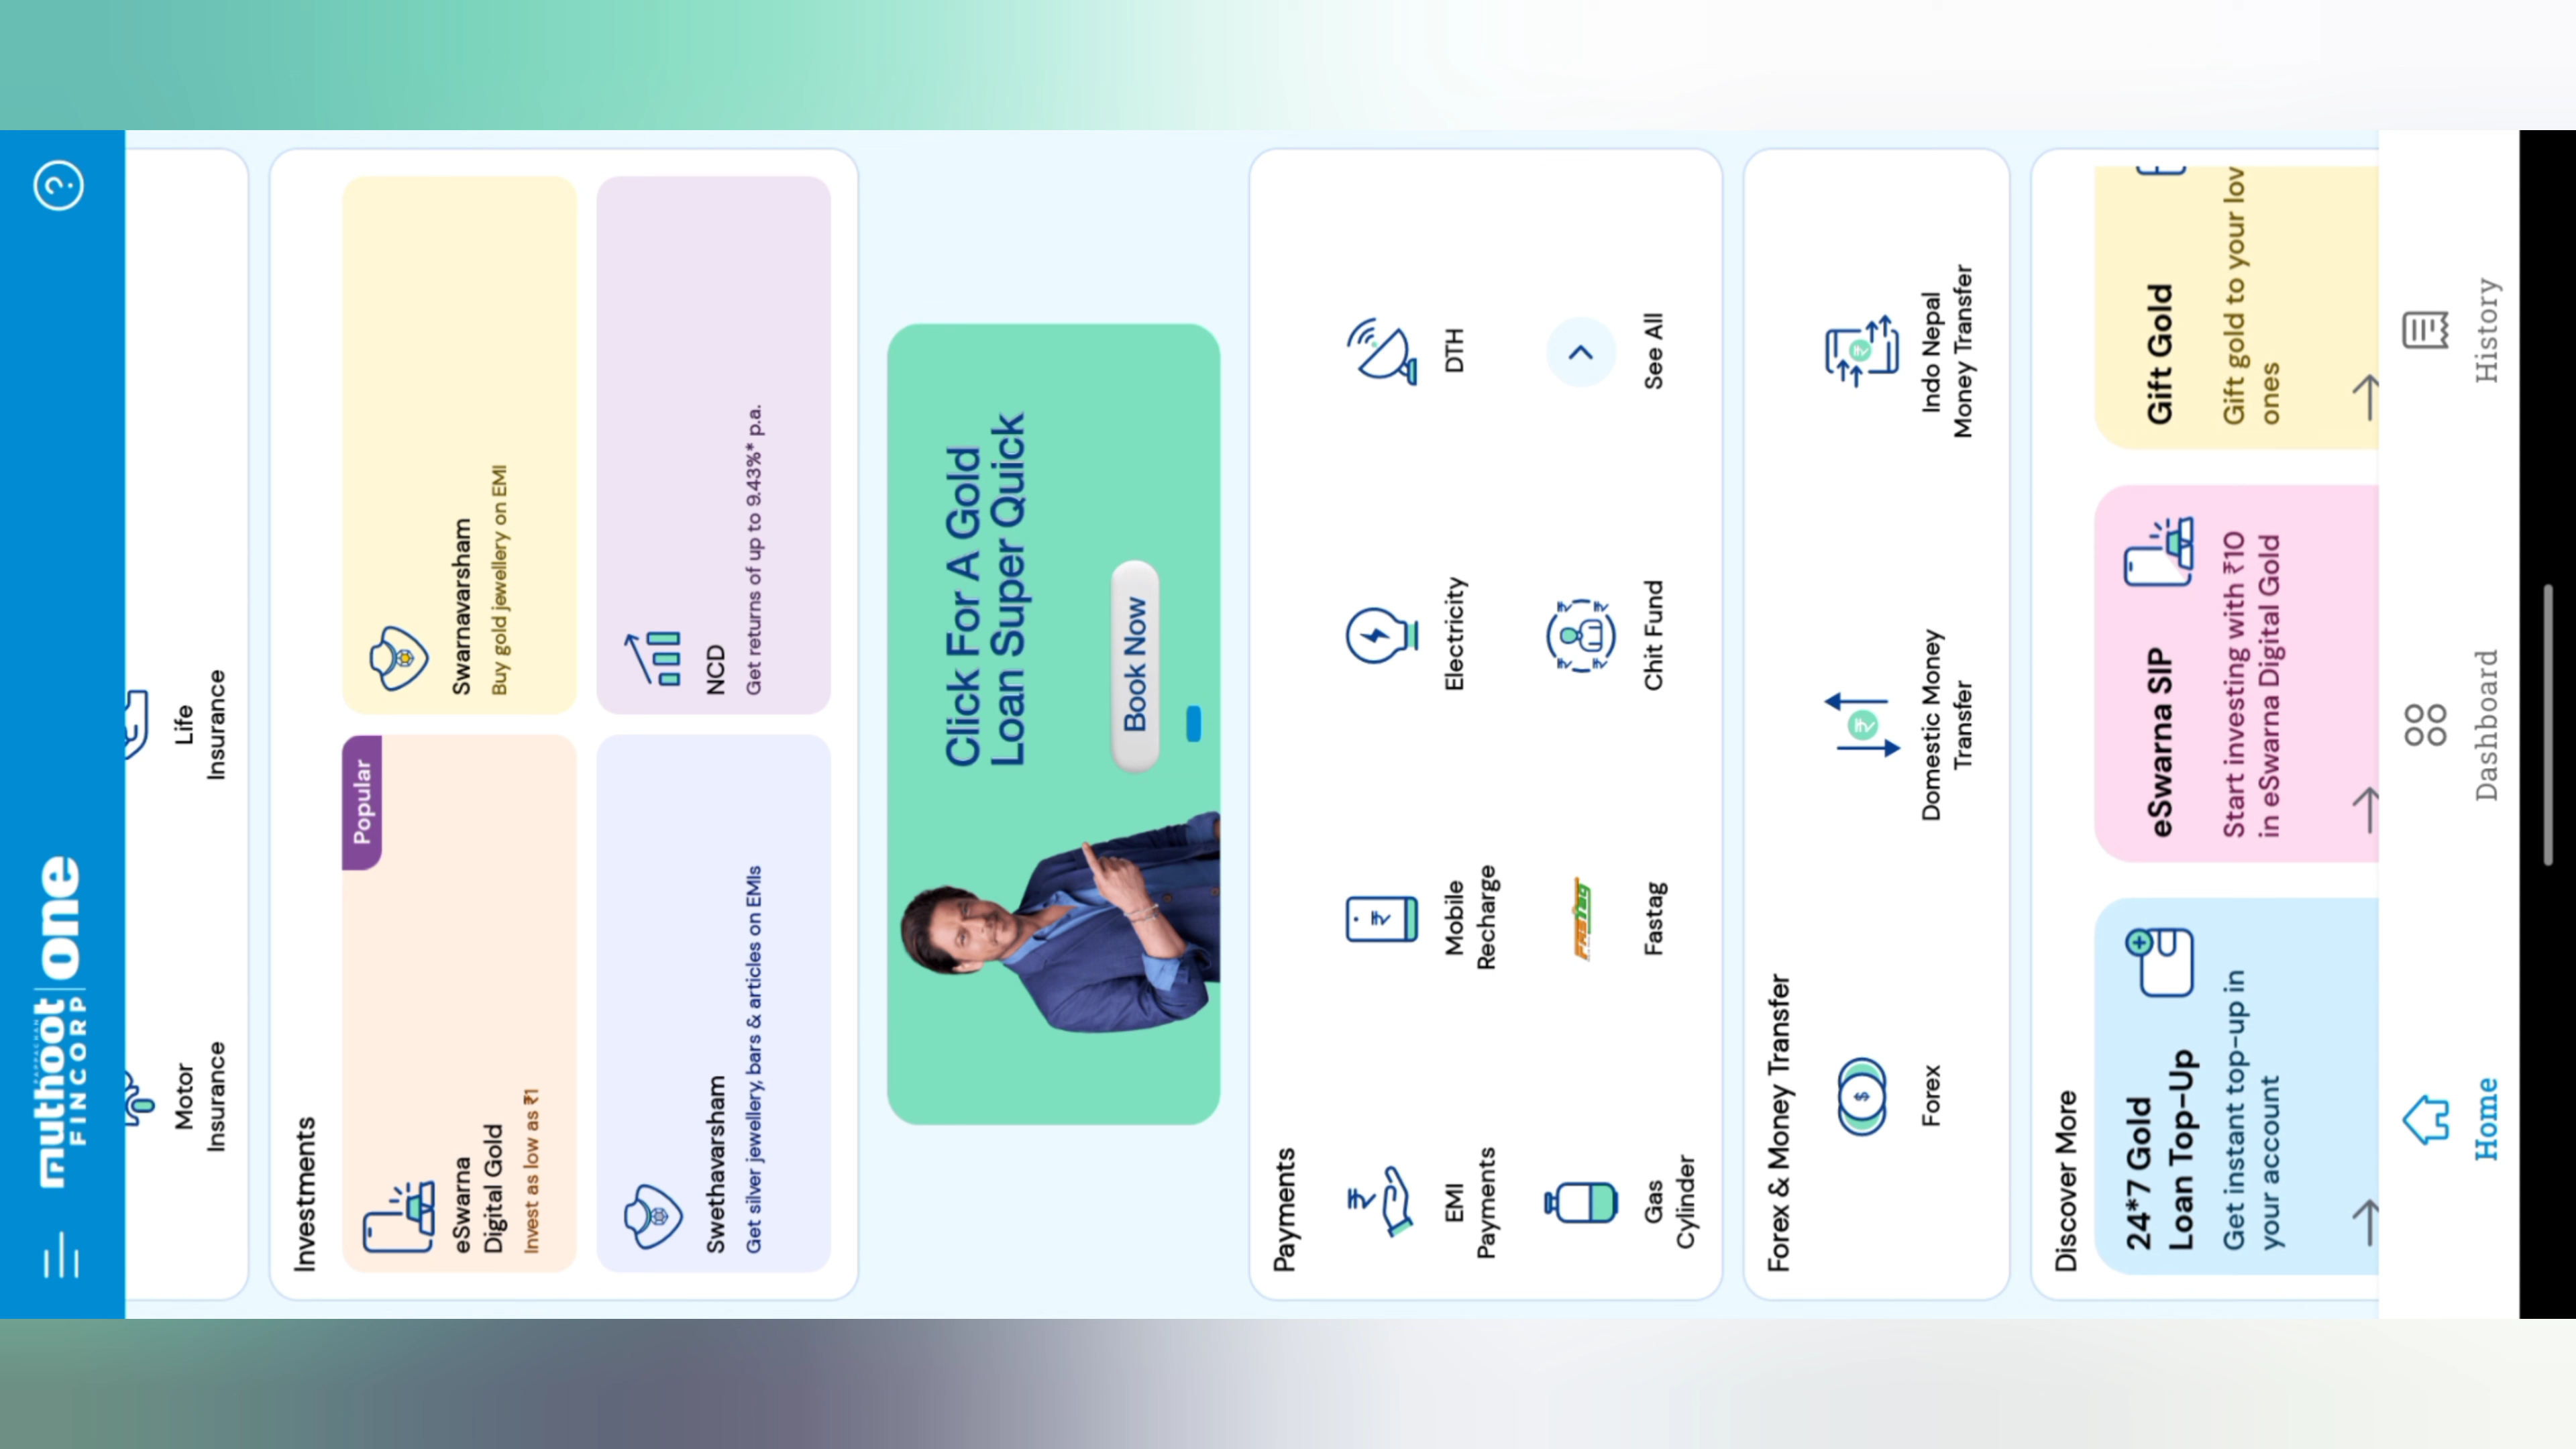 muthoot
PAPPACHAN
FINCORP
one
Motor
Insurance
Life
Insurance
Investments
Popular
eSwarna
Digital Gold
Invest as low as ₹1
Swarnavarsham
Buy gold jewellery on EMI
Swethavarsham
Get silver jewellery, bars & articles on EMIs
NCD
Get returns of up to 9.43%* p.a.
Click For A Gold
Loan Super Quick
Book Now
Payments
EMI
Payments
Mobile
Recharge
Electricity
DTH
Gas
Cylinder
FASTag
Fastag
Chit Fund
See All
Forex & Money Transfer
Forex
Domestic Money
Transfer
Indo Nepal
Money Transfer
Discover More
24*7 Gold
Loan Top-Up
Get instant top-up in
your account
eSwarna SIP
Start investing with ₹10
in eSwarna Digital Gold
Gift Gold
Gift gold to your lov
ones
Home
Dashboard
History